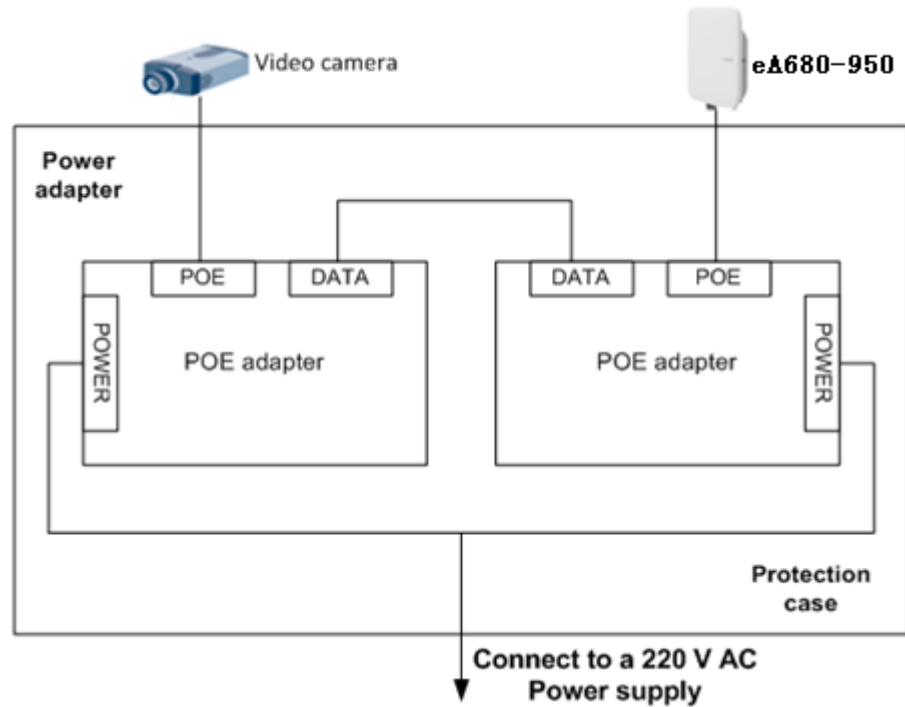 Video camera
eA680-950
Power
adapter
POE
DATA
DATA
POE
POWER
POE adapter
POE adapter
POWER
Protection
case
Connect to a 220 V AC
Power supply